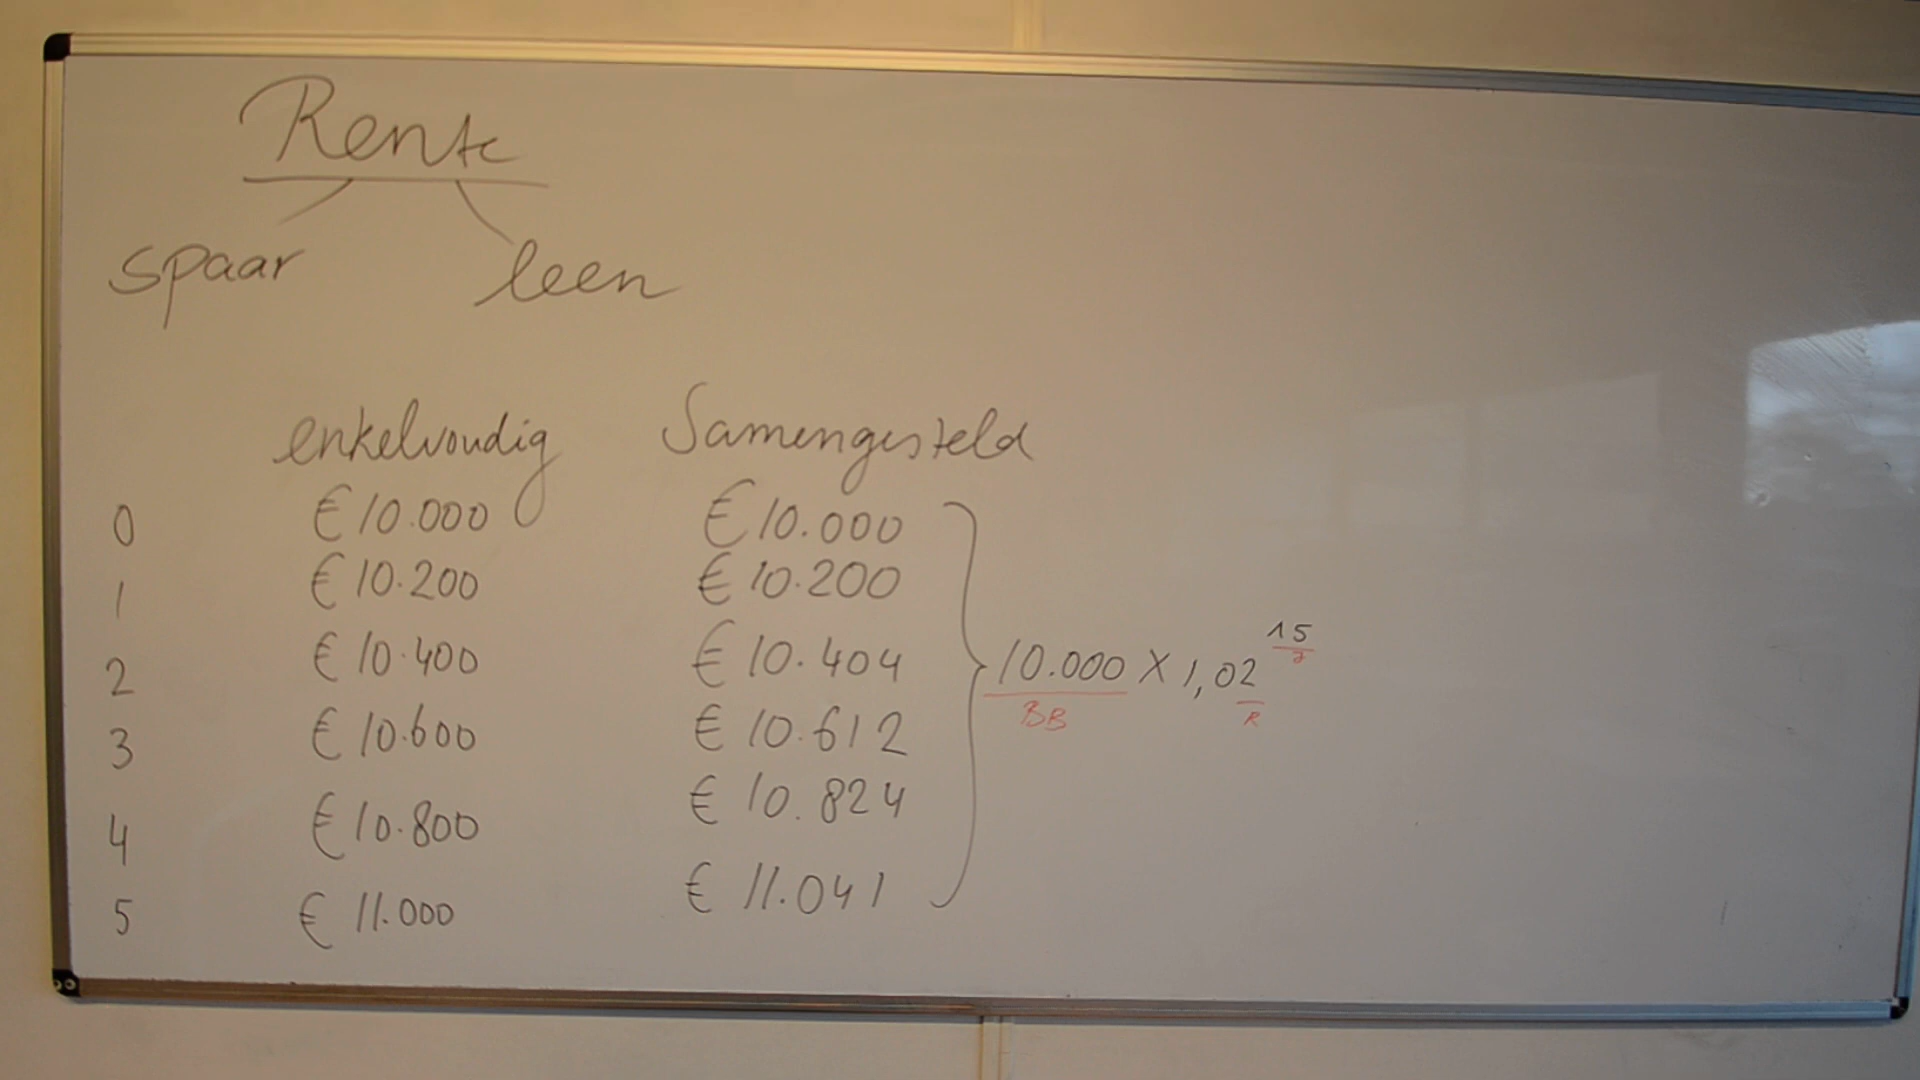 Rente
spaar leen
enkelvoudig Samengesteld
0 € 10.000 € 10.000
1 € 10.200 € 10.200
2 € 10.400 € 10.404
3 € 10.600 € 10.612
4 € 10.800 € 10.824
5 € 11.000 € 11.041
10.000 X 1,02 15
BB R J